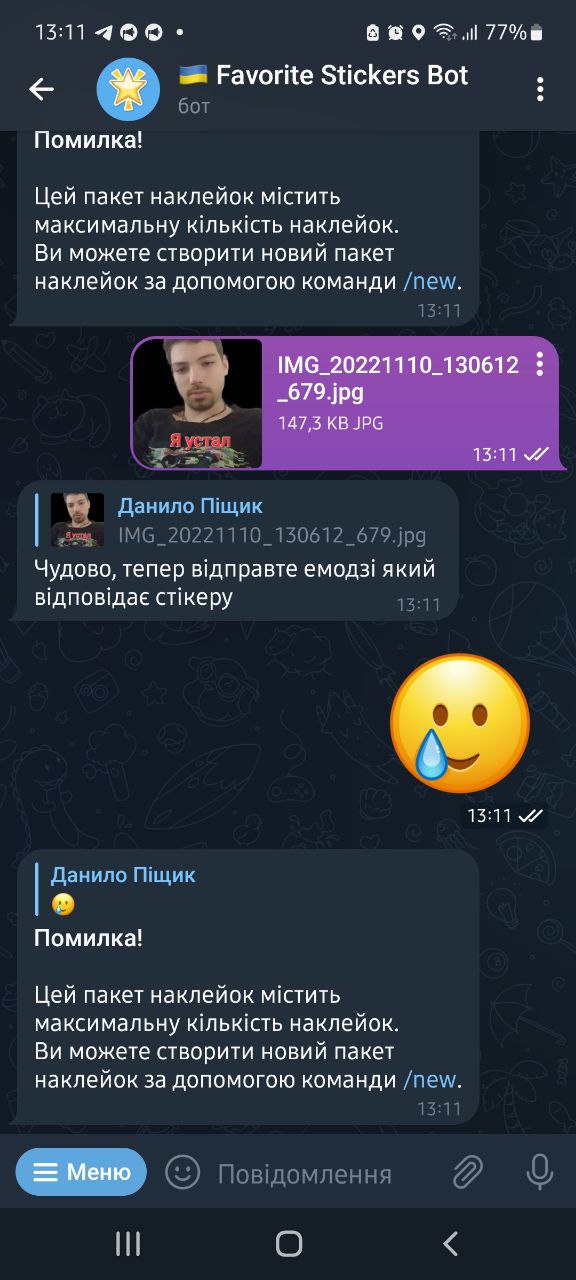 13:11
77%
Favorite Stickers Bot
бот
Помилка!
Цей пакет наклейок містить
максимальну кількість наклейок.
Ви можете створити новий пакет
наклейок за допомогою команди /new.
13:11
Я устал
IMG_20221110_130612
_679.jpg
147,3 KB JPG
13:11
Данило Піщик
IMG_20221110_130612_679.jpg
Чудово, тепер відправте емодзі який
відповідає стікеру
13:11
13:11
Данило Піщик
Помилка!
Цей пакет наклейок містить
максимальну кількість наклейок.
Ви можете створити новий пакет
наклейок за допомогою команди /new.
13:11
Меню
Повідомлення